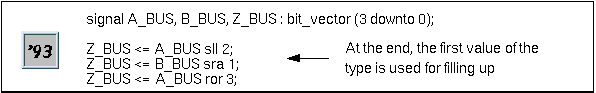 signal A_BUS, B_BUS, Z_BUS : bit_vector (3 downto 0);
'93
Z_BUS <= A_BUS sll 2;
Z_BUS <= B_BUS sra 1;
Z_BUS <= A_BUS ror 3;
At the end, the first value of the
type is used for filling up